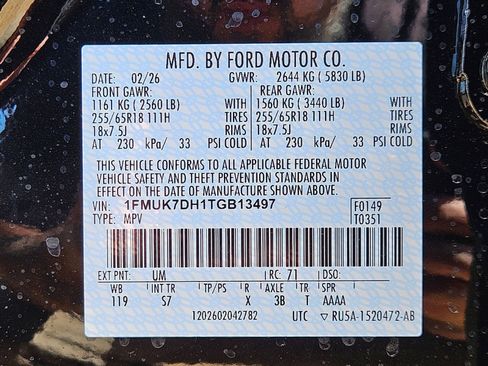 MFD. BY FORD MOTOR CO.
DATE: 02/26 GVWR: 2644 KG ( 5830 LB)
FRONT GAWR: REAR GAWR:
1161 KG ( 2560 LB) WITH 1560 KG ( 3440 LB) WITH
255/65R18 111H TIRES 255/65R18 111H TIRES
18x7.5J RIMS 18x7.5J RIMS
AT 230 kPa/ 33 PSI COLD AT 230 kPa/ 33 PSI COLD
THIS VEHICLE CONFORMS TO ALL APPLICABLE FEDERAL MOTOR
VEHICLE SAFETY AND THEFT PREVENTION STANDARDS IN
EFFECT ON THE DATE OF MANUFACTURE SHOWN ABOVE.
VIN: 1FMUK7DH1TGB13497 F0149
TYPE: MPV T0351
EXT PNT: UM RC: 71 DSO:
WB INT TR TP/PS R AXLE TR SPR
119 S7 X 3B T AAAA
1202602042782 UTC ▽ RU5A-1520472-AB